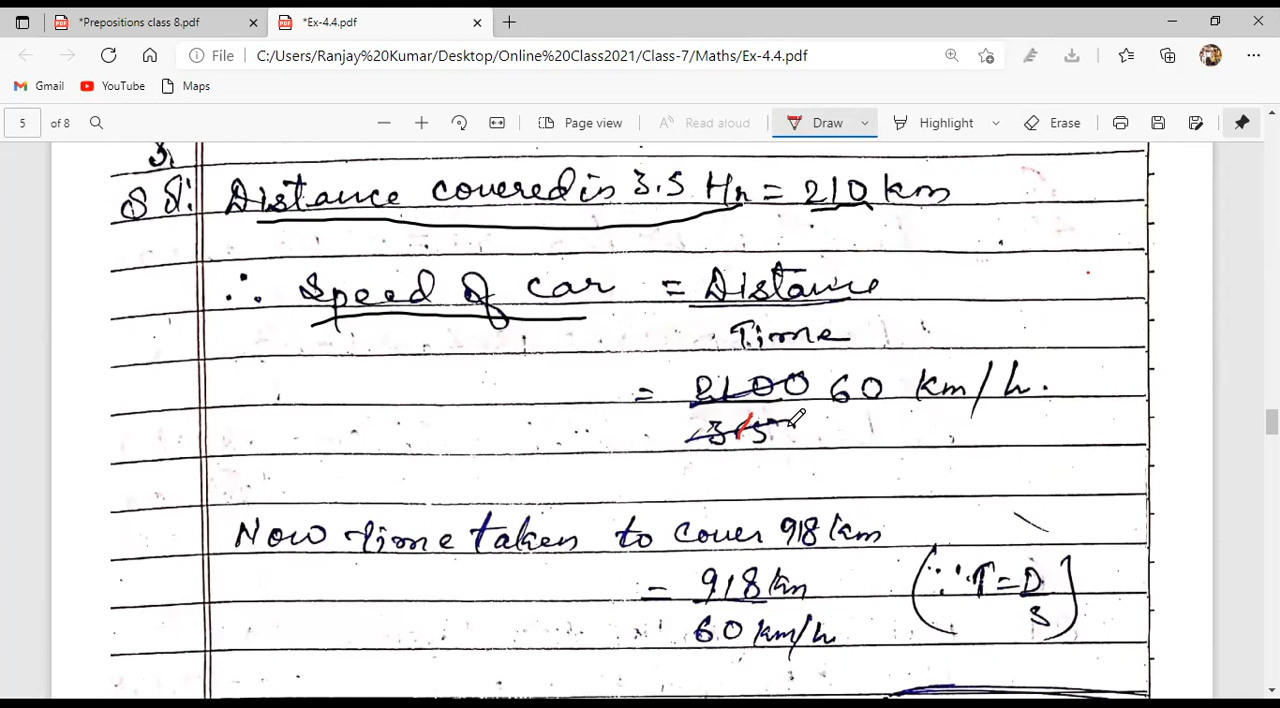 *Prepositions class 8.pdf
*Ex-4.4.pdf
File C:/Users/Ranjay%20Kumar/Desktop/Online%20Class2021/Class-7/Maths/Ex-4.4.pdf
Gmail YouTube Maps
5 of 8 Page view Read aloud Draw Highlight Erase
3.
Sol: Distance covered in 3.5 Hr = 210 km
∴ Speed of car = Distance
Time
= 2100 60 km/h.
35
Now time taken to cover 918 km
= 918 km (∵ T = D
60 km/h S)